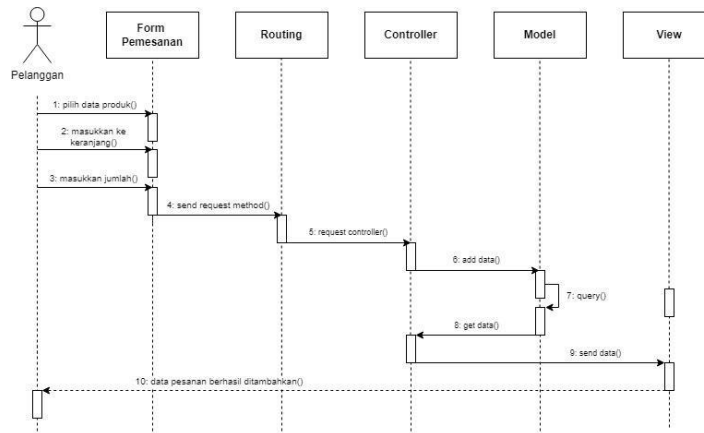 Form
Pemesanan
Routing
Controller
Model
View
Pelanggan
1: pilih data produk()
2: masukkan ke
keranjang()
3: masukkan jumlah()
4: send request method()
5: request controller()
6: add data()
7: query()
8: get data()
9: send data()
10: data pesanan berhasil ditambahkan()